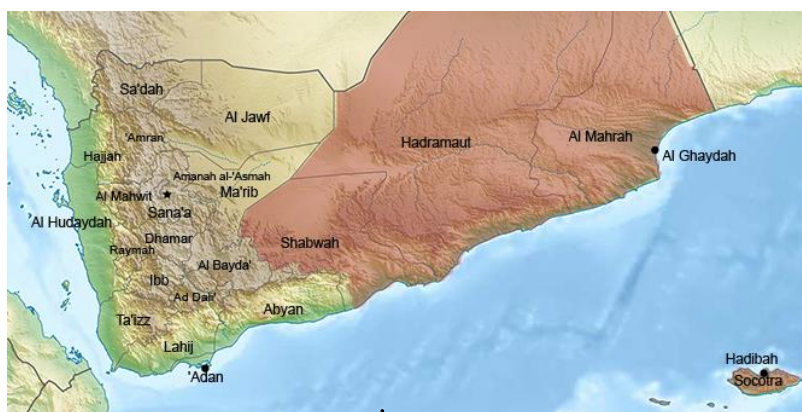 Sa'dah
Al Jawf
'Amran
Hadramaut
Al Mahrah
Hajjah
Al Ghaydah
Amanah al-'Asmah
Al Mahwit
Ma'rib
Al Hudaydah
Sana'a
Dhamar
Shabwah
Raymah
Al Bayda'
Ibb
Ad Dali'
Abyan
Ta'izz
Lahij
'Adan
Hadibah
Socotra